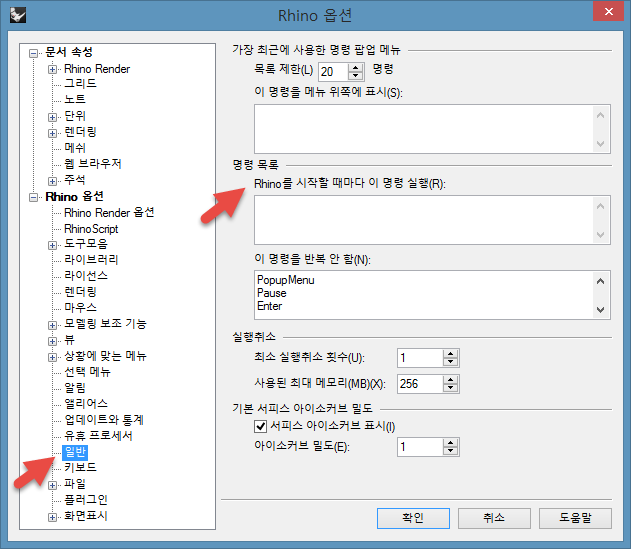 Rhino 옵션
문서 속성
Rhino Render
그리드
노트
단위
렌더링
메쉬
웹 브라우저
주석
Rhino 옵션
Rhino Render 옵션
RhinoScript
도구모음
라이브러리
라이선스
렌더링
마우스
모델링 보조 기능
뷰
상황에 맞는 메뉴
선택 메뉴
알림
앨리어스
업데이트와 통계
유휴 프로세서
일반
키보드
파일
플러그인
화면표시
가장 최근에 사용한 명령 팝업 메뉴
목록 제한(L) 20 명령
이 명령을 메뉴 위쪽에 표시(S):
명령 목록
Rhino를 시작할 때마다 이 명령 실행(R):
이 명령을 반복 안 함(N):
PopupMenu
Pause
Enter
실행취소
최소 실행취소 횟수(U): 1
사용된 최대 메모리(MB)(X): 256
기본 서피스 아이소커브 밀도
서피스 아이소커브 표시(I)
아이소커브 밀도(E): 1
확인 취소 도움말